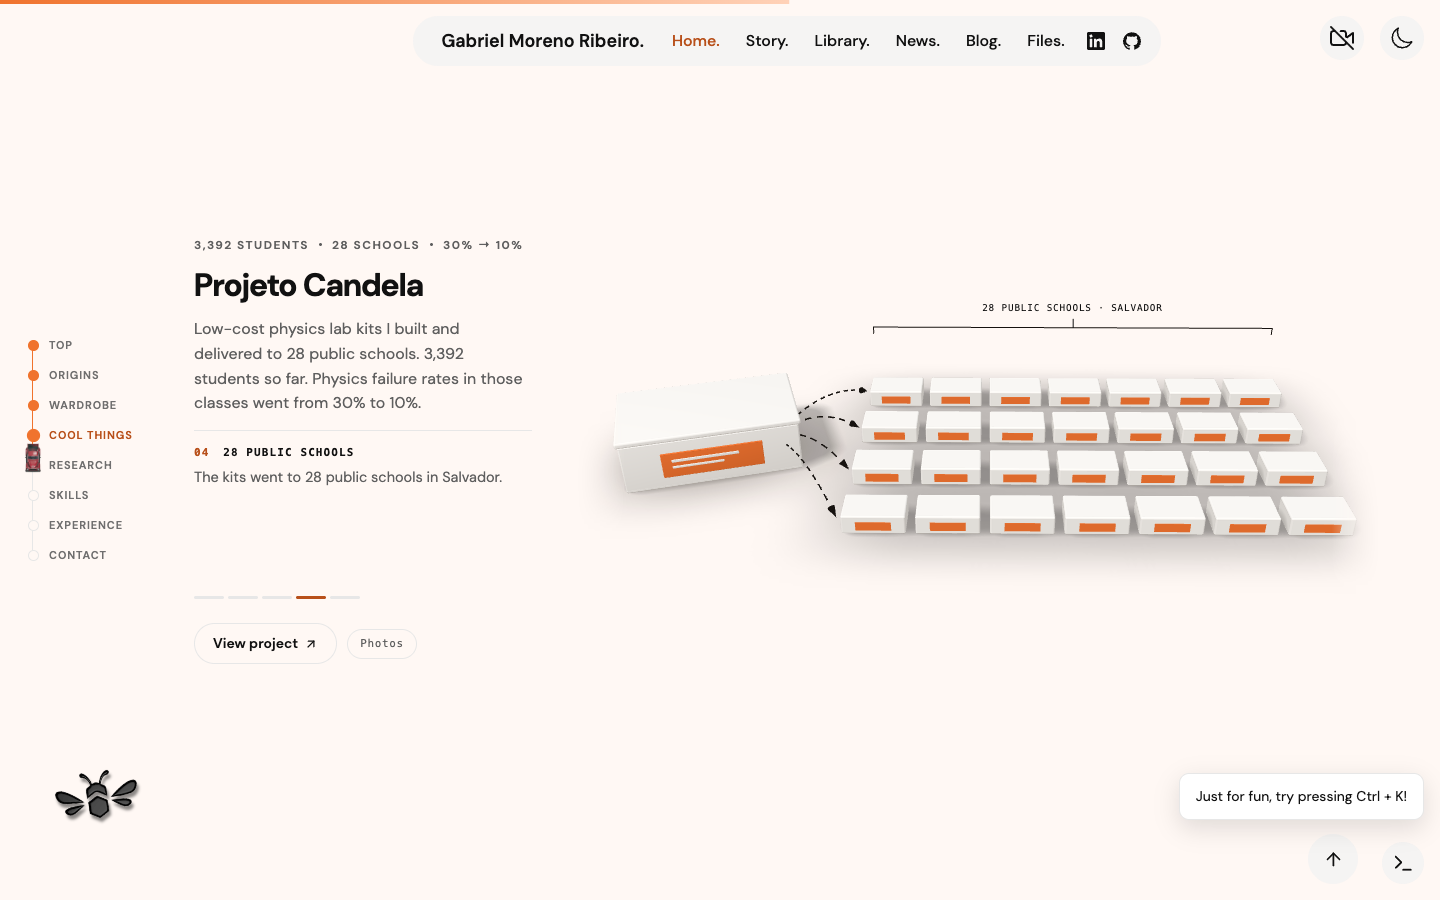 Gabriel Moreno Ribeiro. Home. Story. Library. News. Blog. Files.
3,392 STUDENTS • 28 SCHOOLS • 30% → 10%
Projeto Candela
Low-cost physics lab kits I built and
delivered to 28 public schools. 3,392
students so far. Physics failure rates in those
classes went from 30% to 10%.
04 28 PUBLIC SCHOOLS
The kits went to 28 public schools in Salvador.
View project ↗ Photos
TOP
ORIGINS
WARDROBE
COOL THINGS
RESEARCH
SKILLS
EXPERIENCE
CONTACT
28 PUBLIC SCHOOLS · SALVADOR
Just for fun, try pressing Ctrl + K!